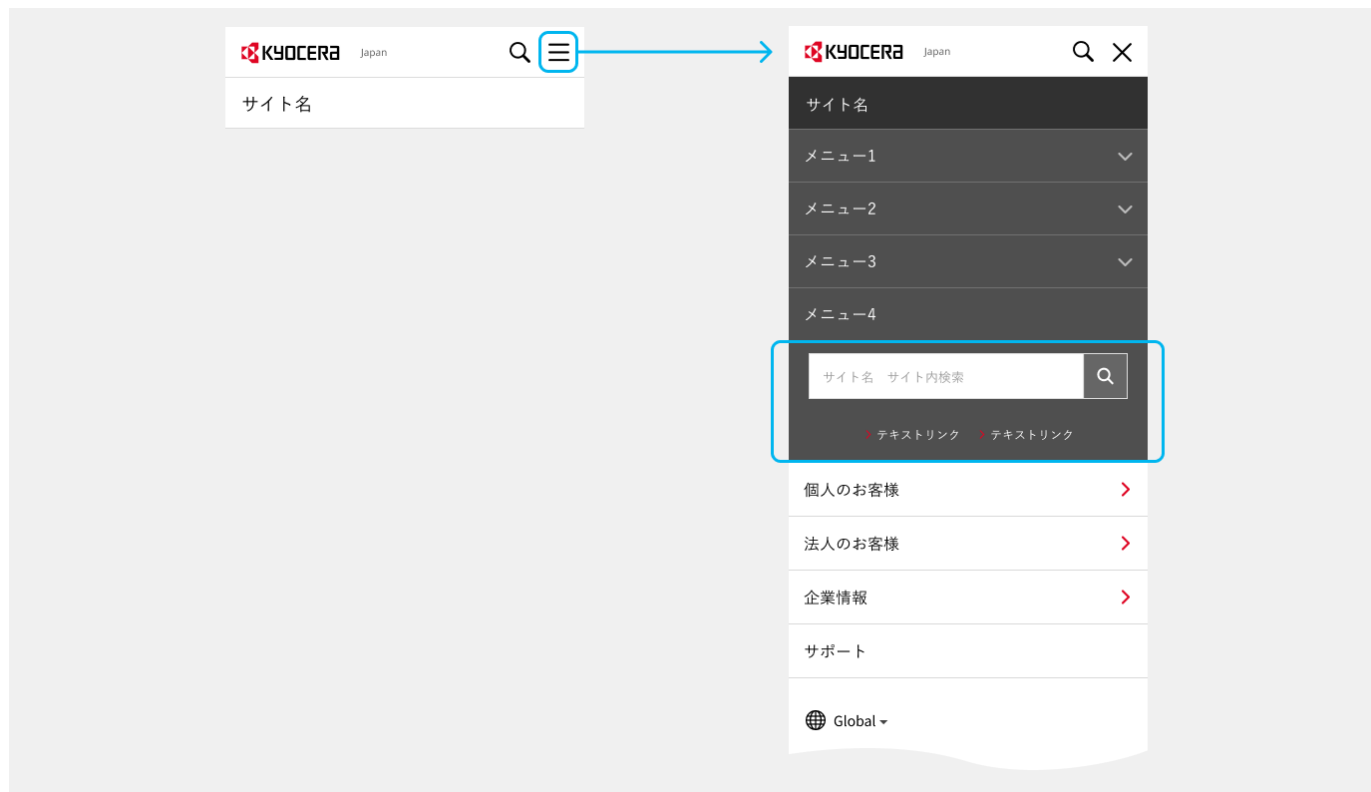 KYOCERA Japan
サイト名
KYOCERA Japan
サイト名
メニュー1
メニュー2
メニュー3
メニュー4
サイト名　サイト内検索
テキストリンク テキストリンク
個人のお客様
法人のお客様
企業情報
サポート
Global